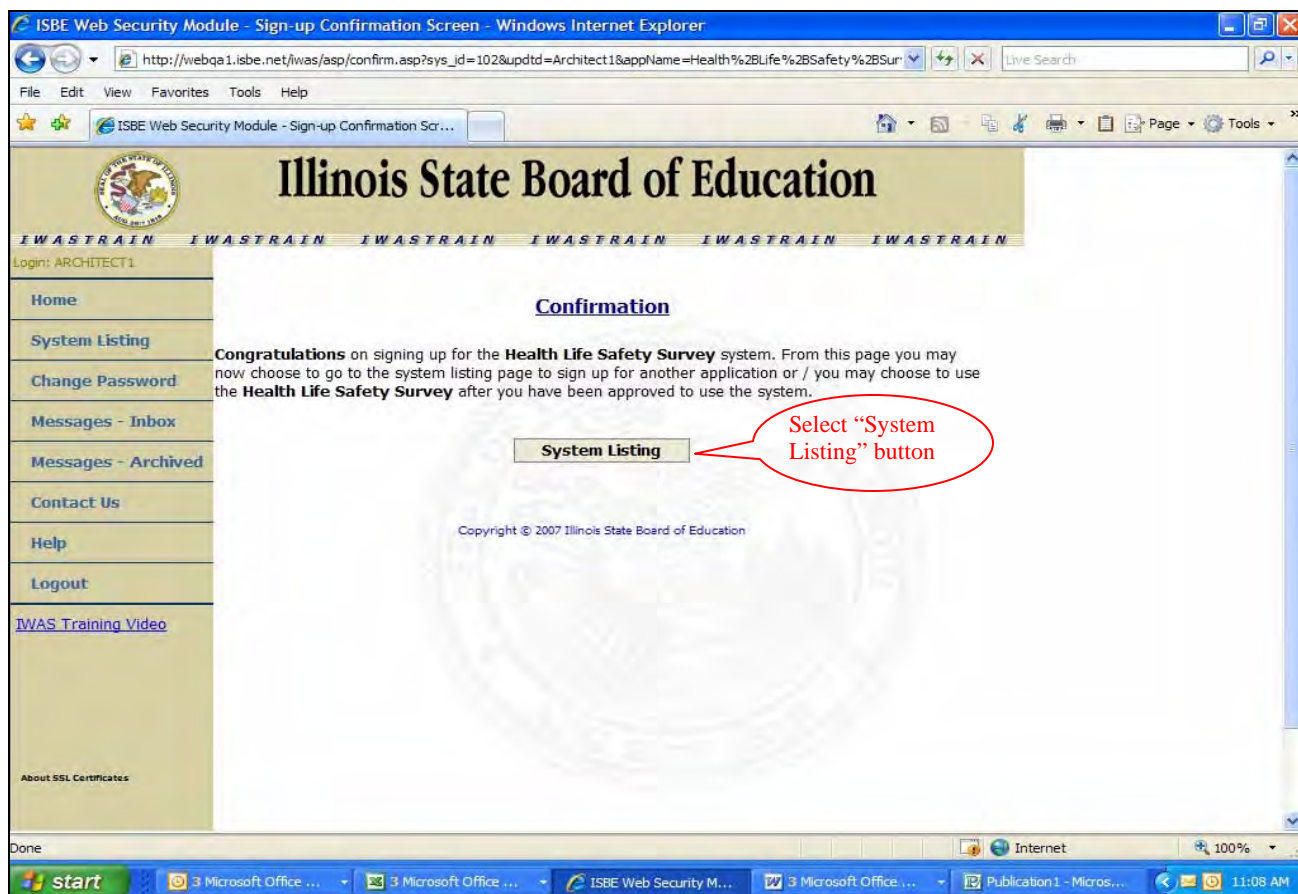 ISBE Web Security Module - Sign-up Confirmation Screen - Windows Internet Explorer
http://webqa1.isbe.net/iwas/asp/confirm.asp?sys_id=102&updtd=Architect1&appName=Health%2BLife%2BSafety%2BSur
Live Search
File Edit View Favorites Tools Help
ISBE Web Security Module - Sign-up Confirmation Scr...
Page Tools
Illinois State Board of Education
IWASTRAIN IWASTRAIN IWASTRAIN IWASTRAIN IWASTRAIN IWASTRAIN
Login: ARCHITECT1
Home
System Listing
Change Password
Messages - Inbox
Messages - Archived
Contact Us
Help
Logout
IWAS Training Video
About SSL Certificates
Confirmation
Congratulations on signing up for the Health Life Safety Survey system. From this page you may
now choose to go to the system listing page to sign up for another application or / you may choose to use
the Health Life Safety Survey after you have been approved to use the system.
System Listing
Select “System
Listing” button
Copyright © 2007 Illinois State Board of Education
Done
Internet
100%
start
3 Microsoft Office ...
3 Microsoft Office ...
ISBE Web Security M...
3 Microsoft Office ...
Publication1 - Micros...
11:08 AM